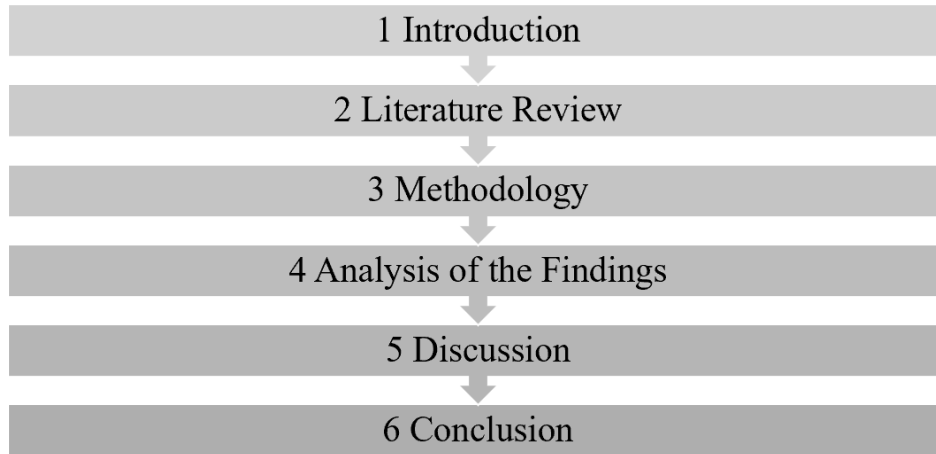 1 Introduction
2 Literature Review
3 Methodology
4 Analysis of the Findings
5 Discussion
6 Conclusion